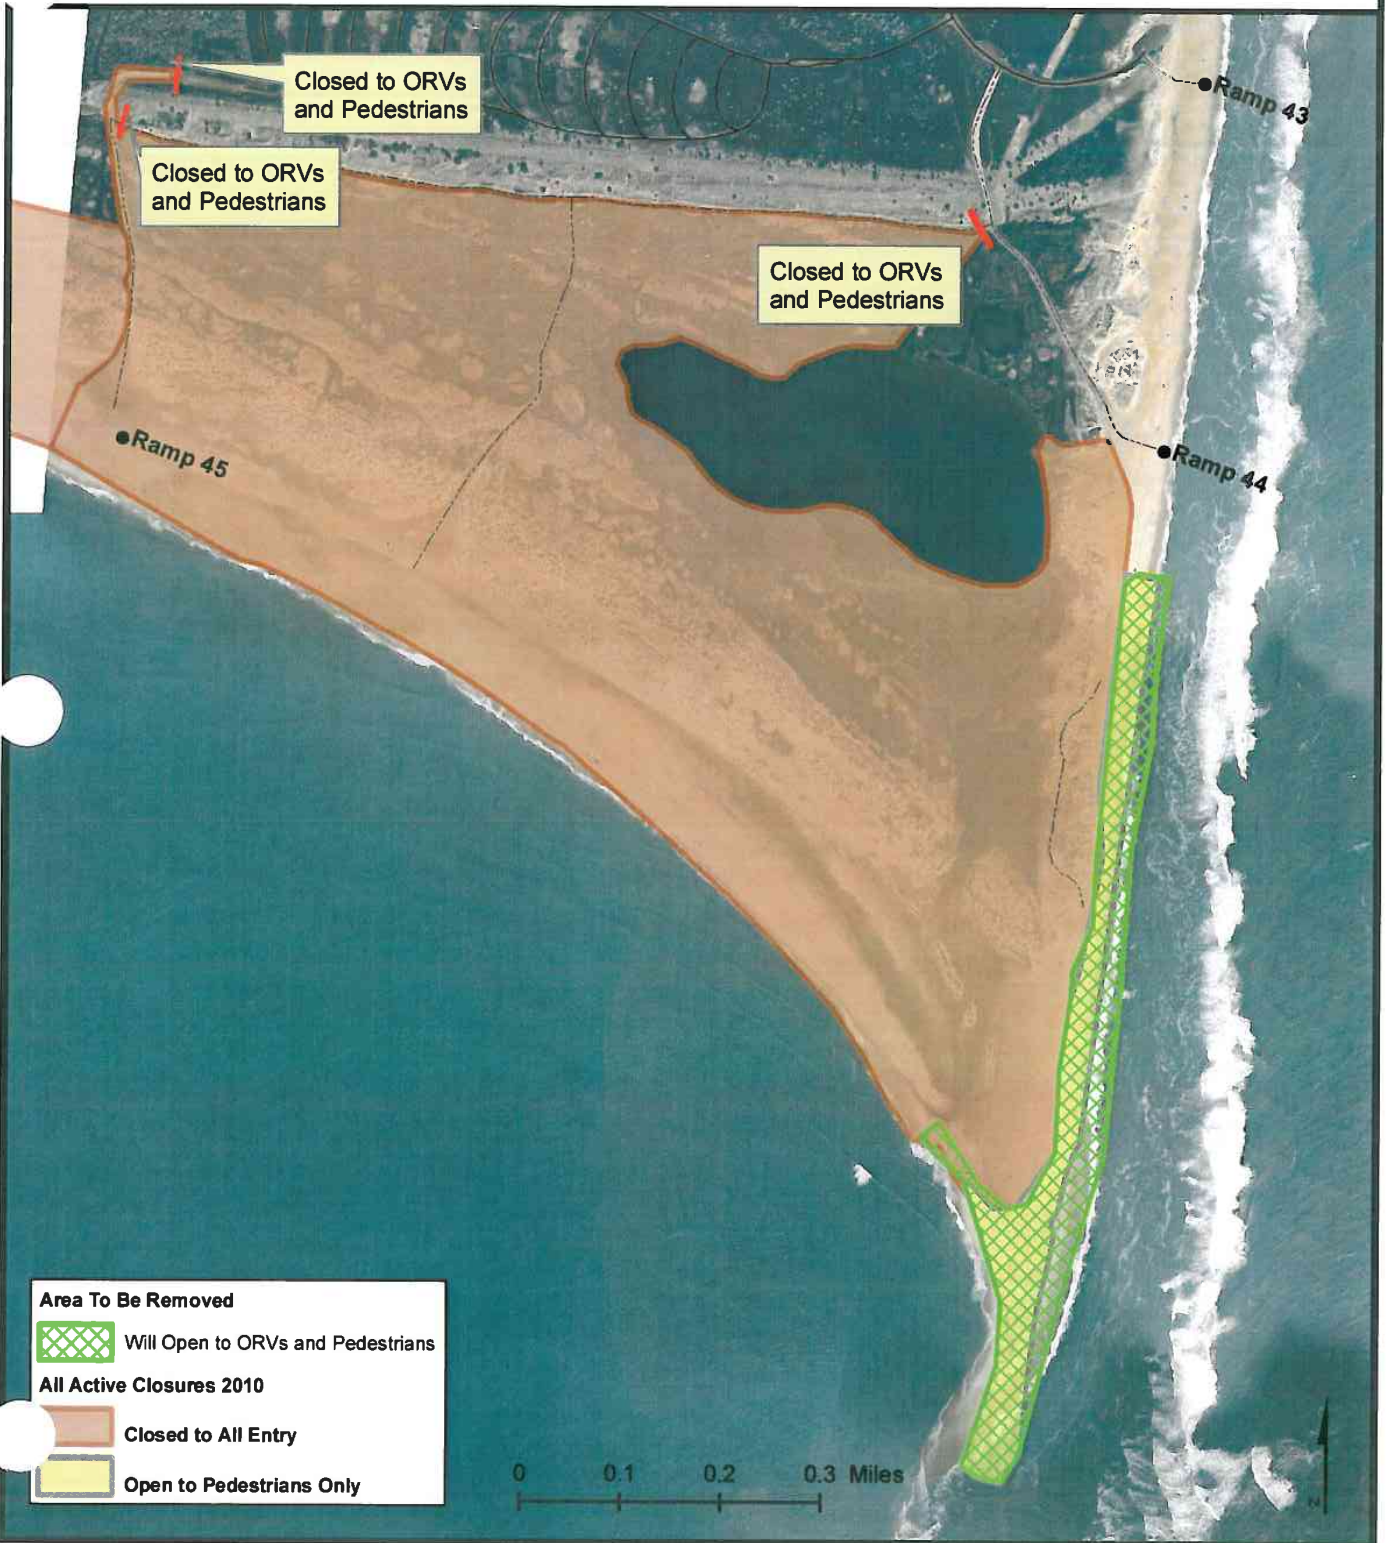 Closed to ORVs
and Pedestrians
Ramp 43
Closed to ORVs
and Pedestrians
Closed to ORVs
and Pedestrians
Ramp 45
Ramp 44
Area To Be Removed
Will Open to ORVs and Pedestrians
All Active Closures 2010
Closed to All Entry
Open to Pedestrians Only
0 0.1 0.2 0.3 Miles
N